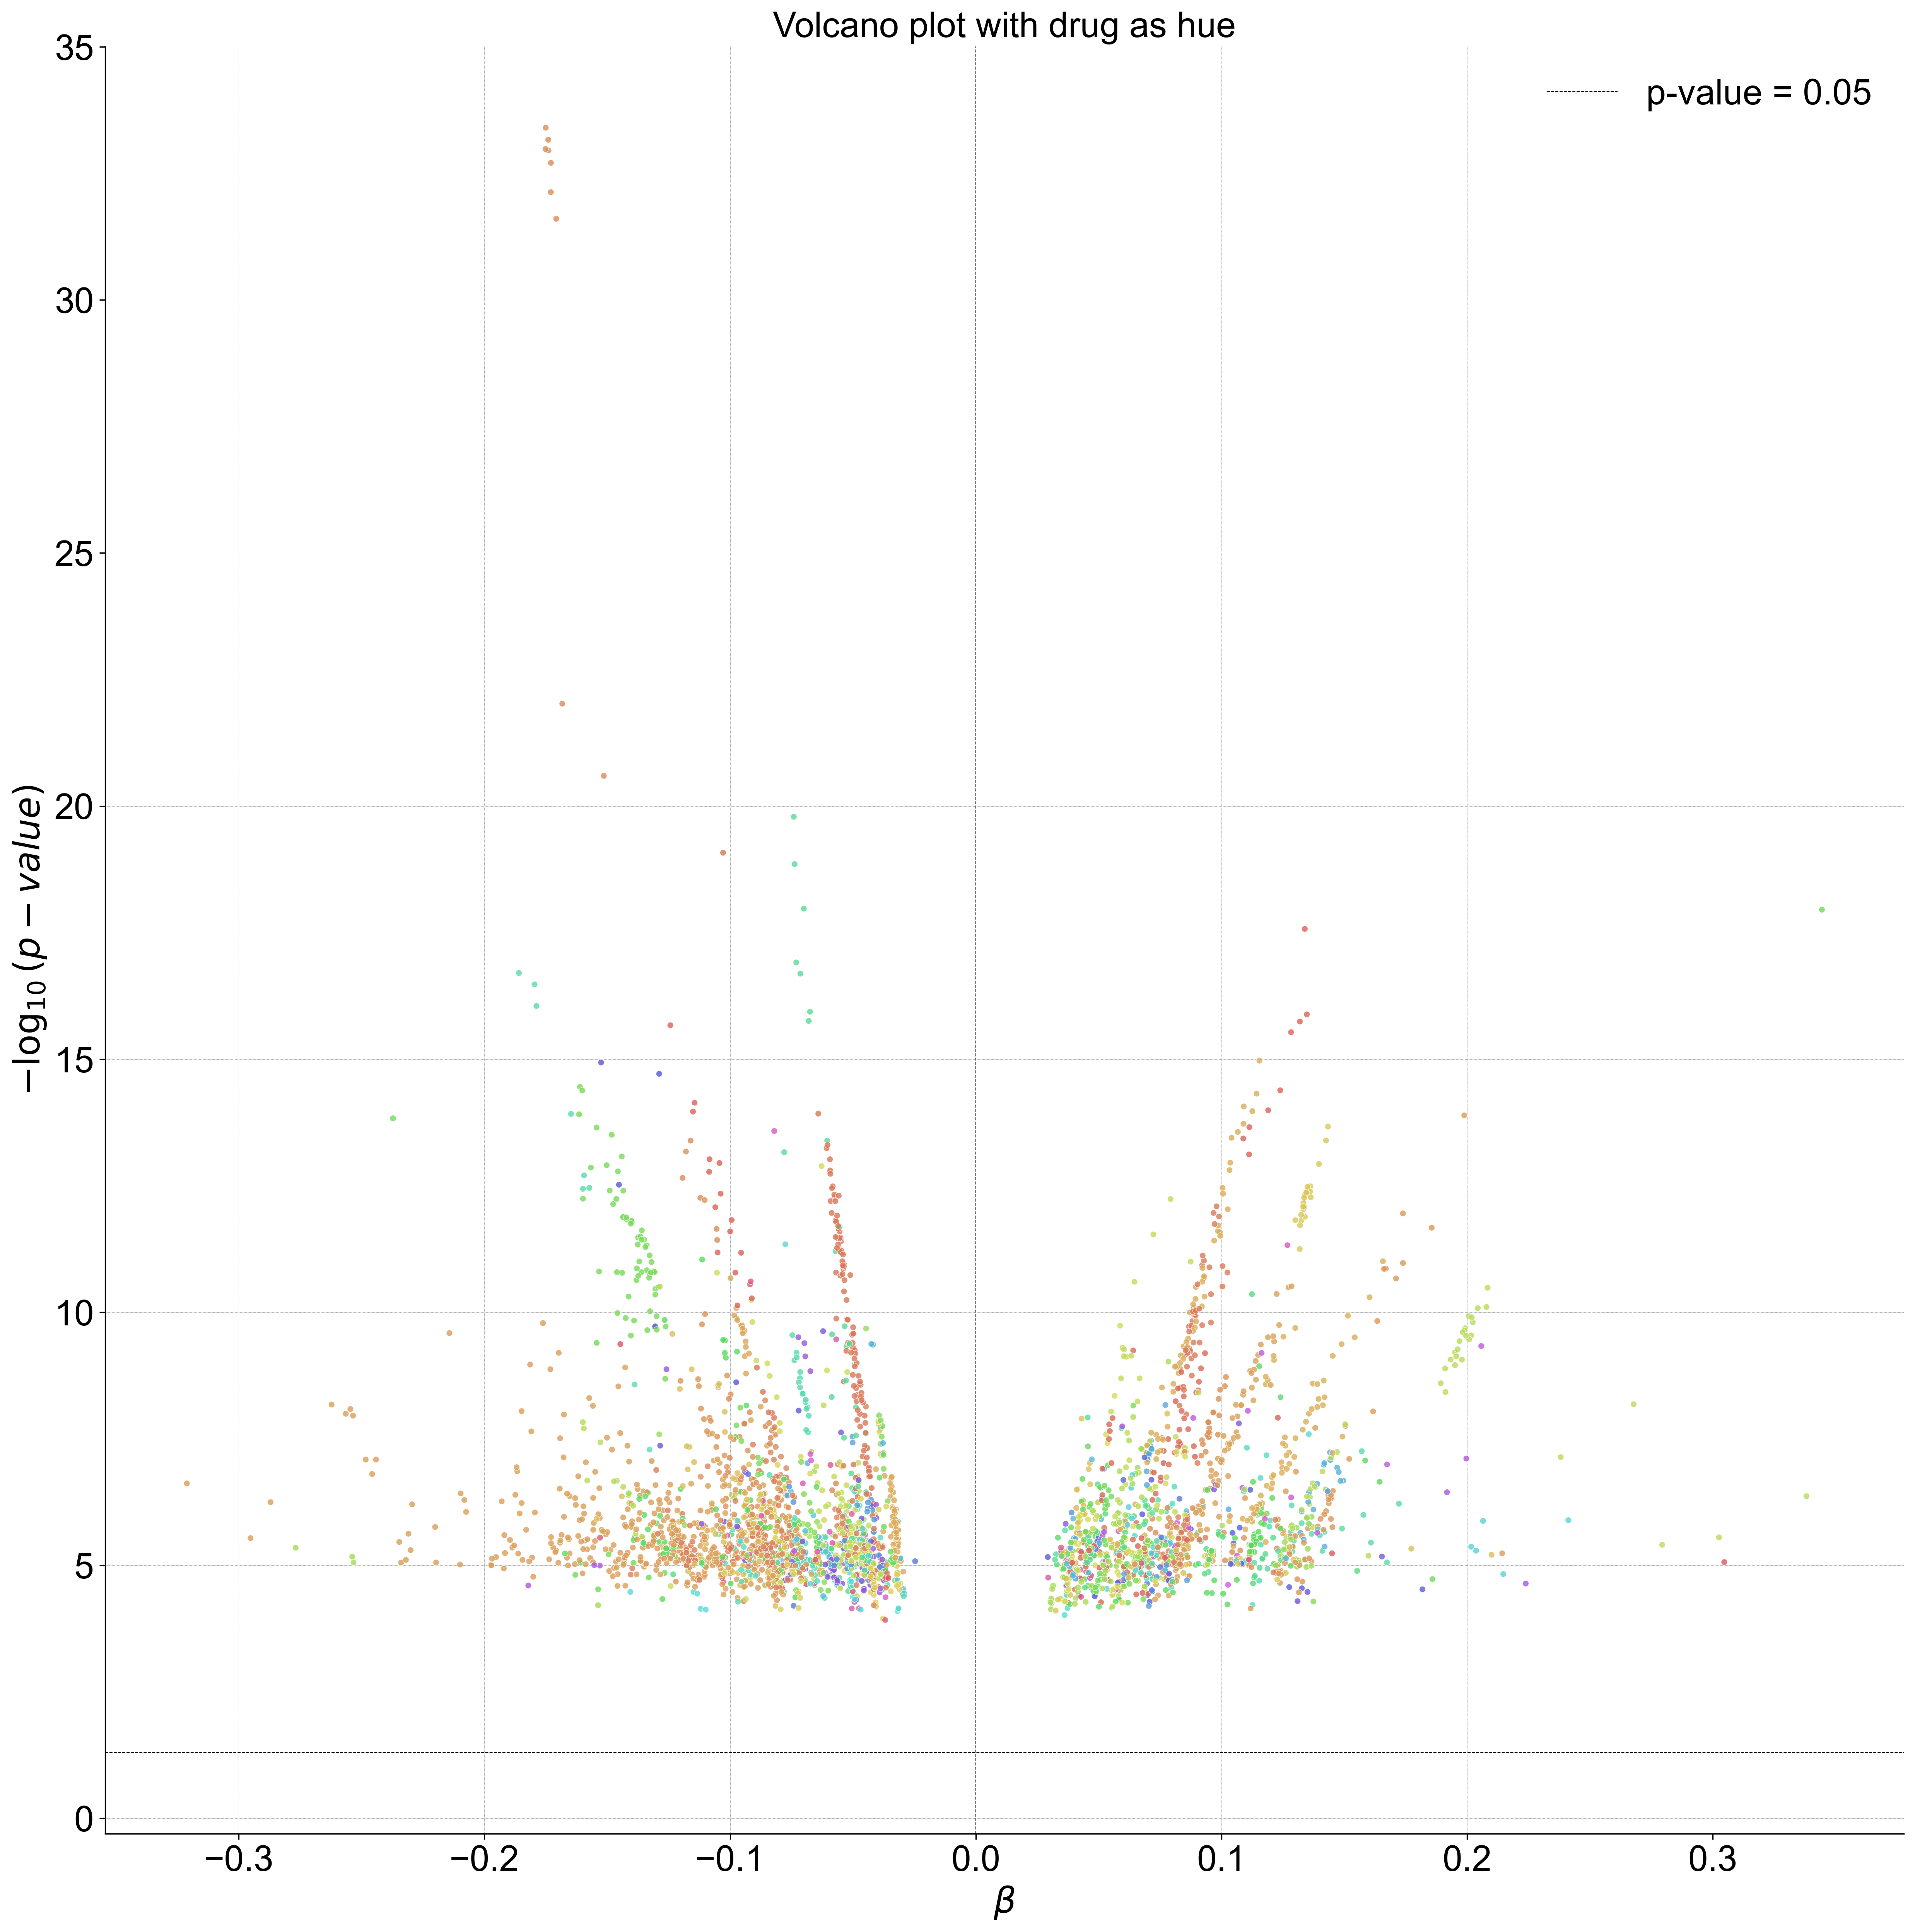 Volcano plot with drug as hue
p-value = 0.05
35
30
25
20
15
10
5
0
−log₁₀ (p − value)
−0.3 −0.2 −0.1 0.0 0.1 0.2 0.3
β